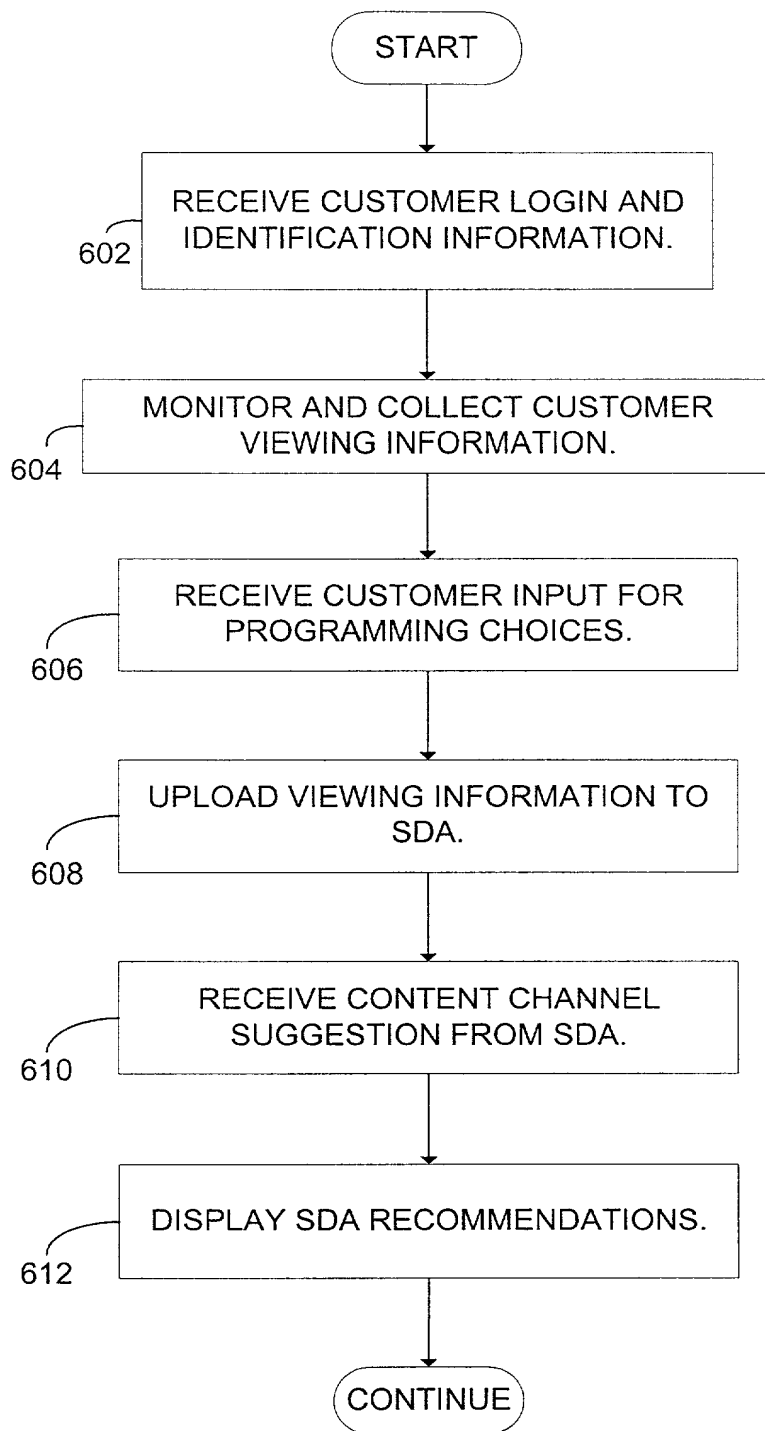 START
RECEIVE CUSTOMER LOGIN AND
IDENTIFICATION INFORMATION.
602
MONITOR AND COLLECT CUSTOMER
VIEWING INFORMATION.
604
RECEIVE CUSTOMER INPUT FOR
PROGRAMMING CHOICES.
606
UPLOAD VIEWING INFORMATION TO
SDA.
608
RECEIVE CONTENT CHANNEL
SUGGESTION FROM SDA.
610
DISPLAY SDA RECOMMENDATIONS.
612
CONTINUE